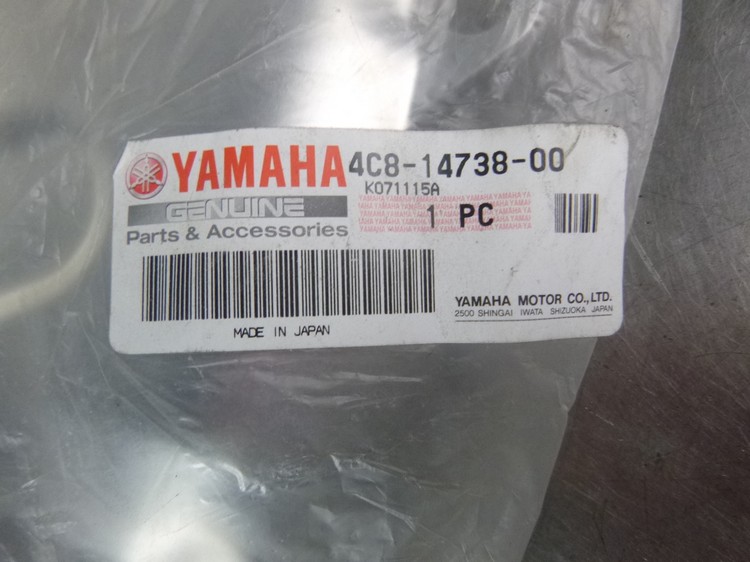 YAMAHA 4C8-14738-00
K071115A
GENUINE
1 PC
Parts & Accessories
YAMAHA MOTOR CO., LTD.
2500 SHINGAI IWATA SHIZUOKA JAPAN
MADE IN JAPAN